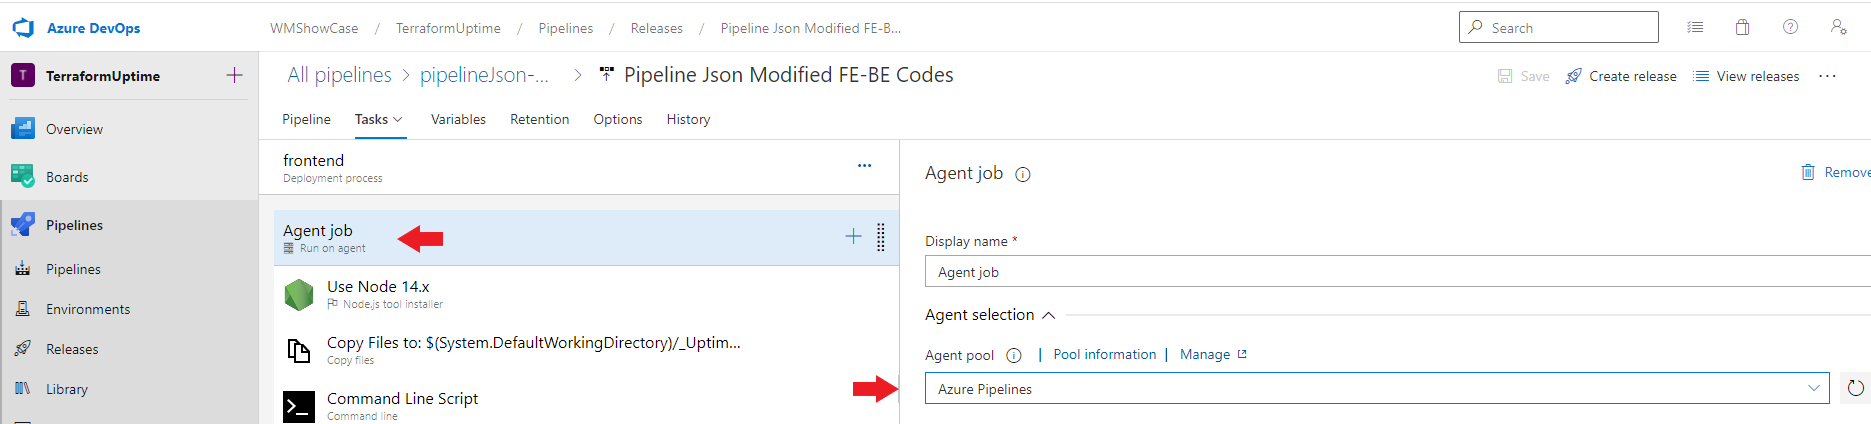 Azure DevOps
WMShowCase / TerraformUptime / Pipelines / Releases / Pipeline Json Modified FE-B...
Search
T TerraformUptime
Overview
Boards
Pipelines
Pipelines
Environments
Releases
Library
All pipelines > pipelineJson-... > Pipeline Json Modified FE-BE Codes
Save Create release View releases ...
Pipeline Tasks Variables Retention Options History
frontend
Deployment process
...
Agent job
Run on agent
Use Node 14.x
Node.js tool installer
Copy Files to: $(System.DefaultWorkingDirectory)/_Uptim...
Copy files
Command Line Script
Command line
Agent job
Remove
Display name *
Agent job
Agent selection
Agent pool | Pool information | Manage
Azure Pipelines